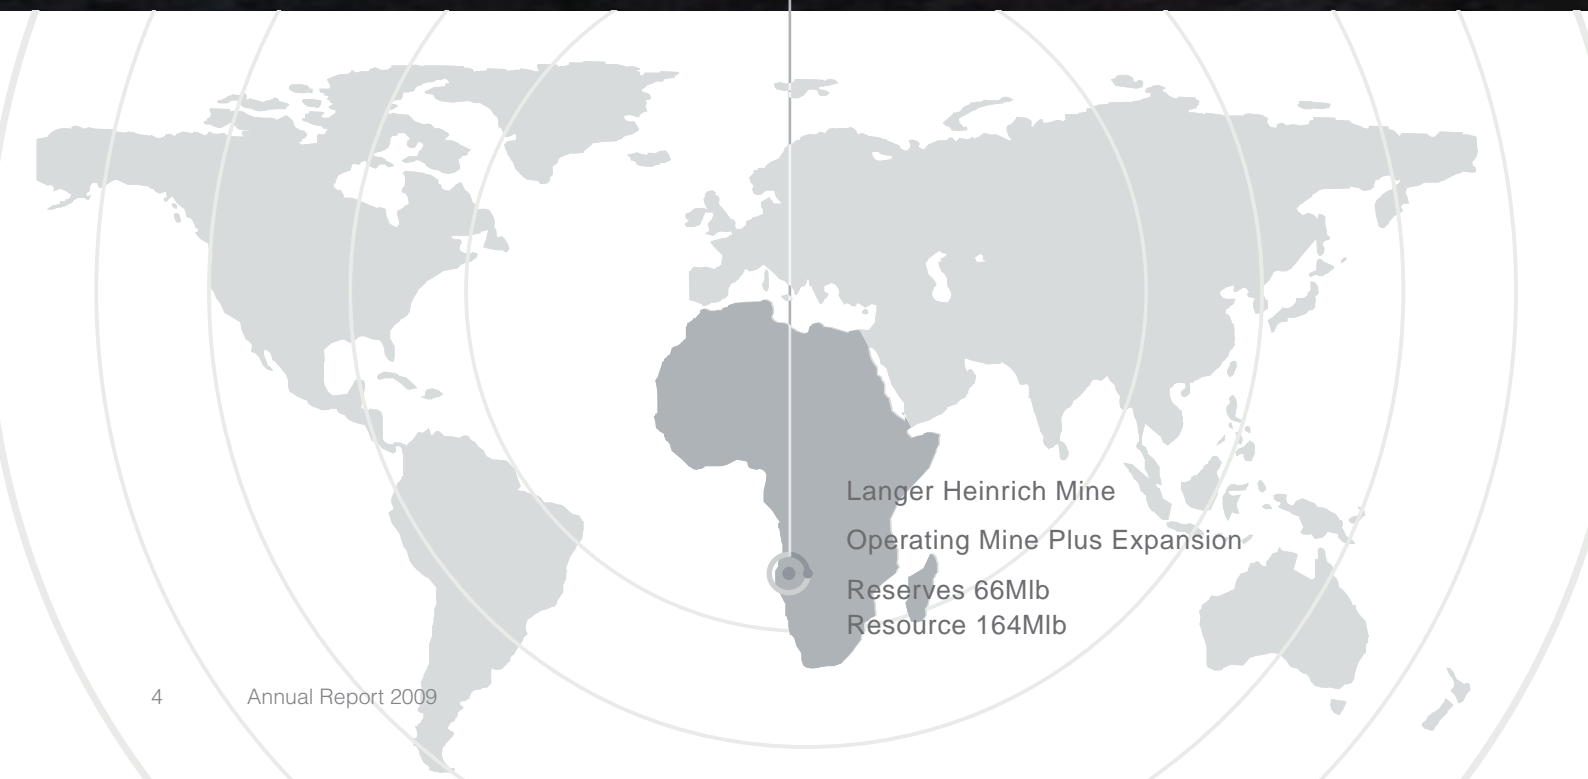 Langer Heinrich Mine
Operating Mine Plus Expansion
Reserves 66Mlb
Resource 164Mlb
4 Annual Report 2009